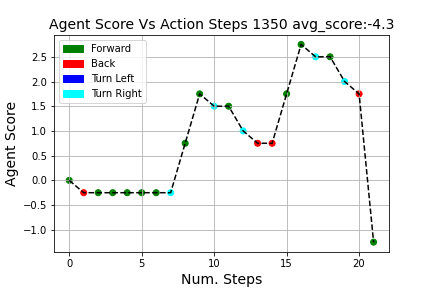 Agent Score Vs Action Steps 1350 avg_score:-4.3
Forward
Back
Turn Left
Turn Right
2.5
2.0
1.5
1.0
0.5
0.0
−0.5
−1.0
Agent Score
0 5 10 15 20
Num. Steps